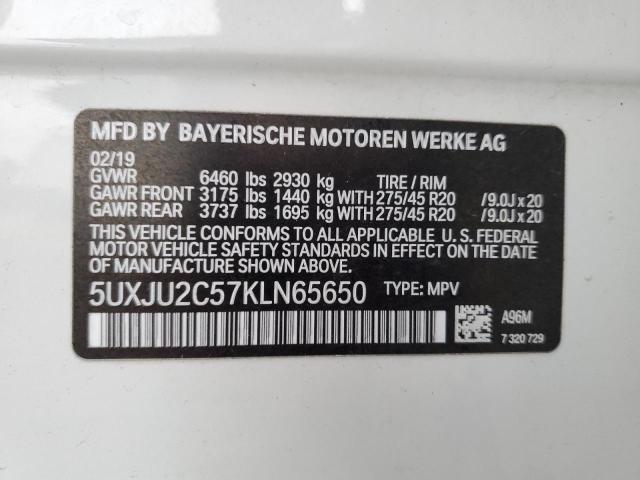 MFD BY BAYERISCHE MOTOREN WERKE AG
02/19
GVWR 6460 lbs 2930 kg TIRE / RIM
GAWR FRONT 3175 lbs 1440 kg WITH 275/45 R20 / 9.0J x 20
GAWR REAR 3737 lbs 1695 kg WITH 275/45 R20 / 9.0J x 20
THIS VEHICLE CONFORMS TO ALL APPLICABLE U. S. FEDERAL
MOTOR VEHICLE SAFETY STANDARDS IN EFFECT ON THE DATE OF
MANUFACTURE SHOWN ABOVE.
5UXJU2C57KLN65650 TYPE: MPV
A96M
7 320 729